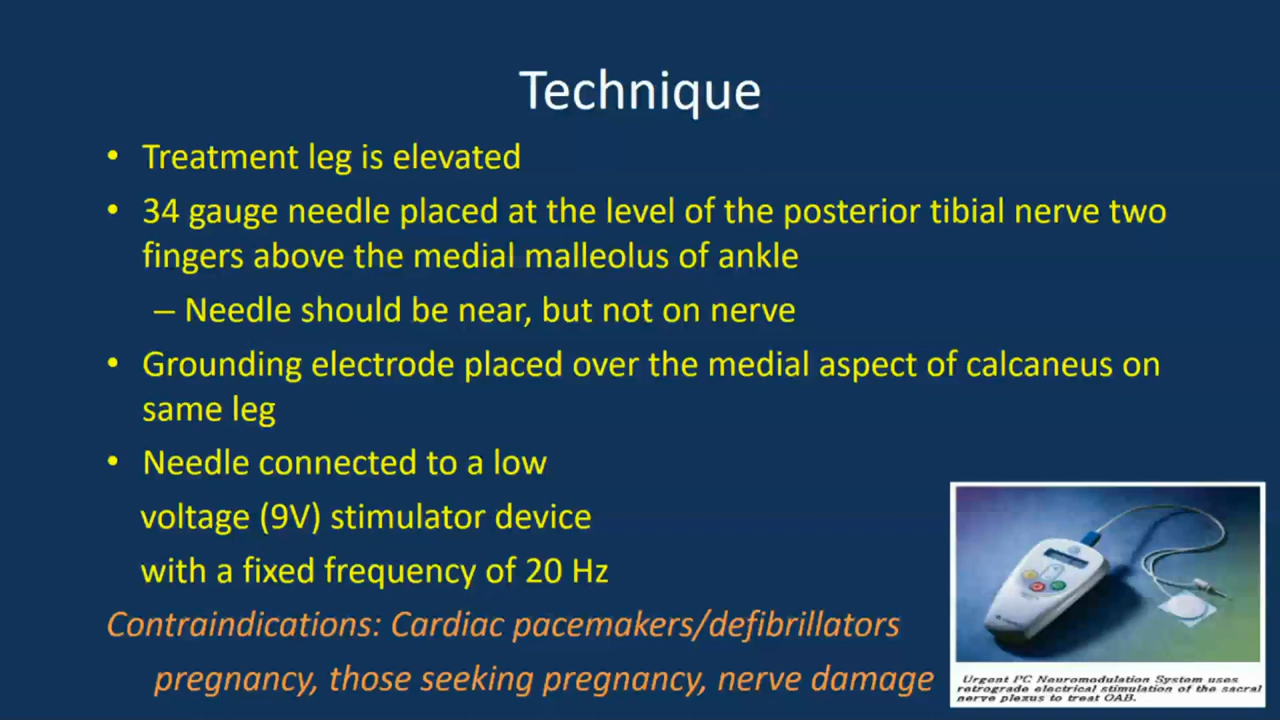 Technique
• Treatment leg is elevated
• 34 gauge needle placed at the level of the posterior tibial nerve two
fingers above the medial malleolus of ankle
– Needle should be near, but not on nerve
• Grounding electrode placed over the medial aspect of calcaneus on
same leg
• Needle connected to a low
voltage (9V) stimulator device
with a fixed frequency of 20 Hz
Contraindications: Cardiac pacemakers/defibrillators
pregnancy, those seeking pregnancy, nerve damage
Urgent PC Neuromodulation System uses
retrograde electrical stimulation of the sacral
nerve plexus to treat OAB.